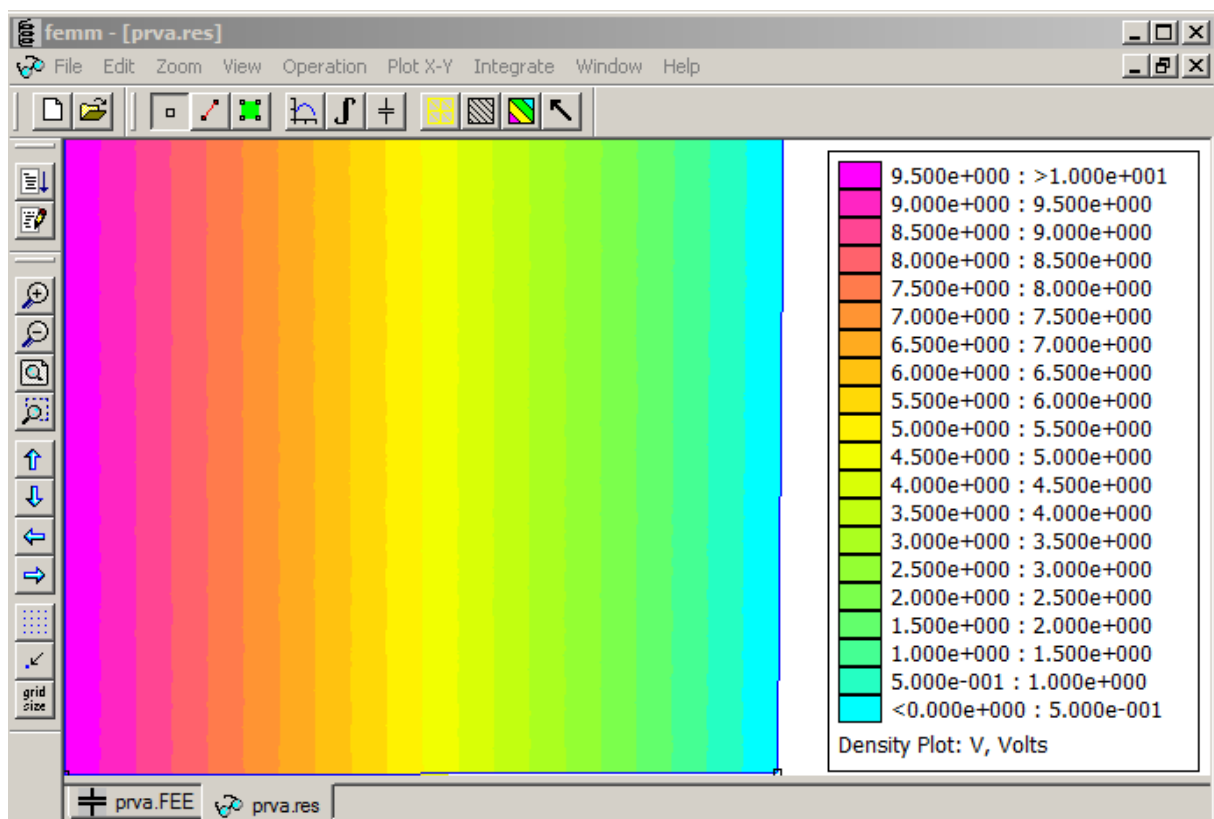 femm - [prva.res]
File Edit Zoom View Operation Plot X-Y Integrate Window Help
grid
size
9.500e+000 : >1.000e+001
9.000e+000 : 9.500e+000
8.500e+000 : 9.000e+000
8.000e+000 : 8.500e+000
7.500e+000 : 8.000e+000
7.000e+000 : 7.500e+000
6.500e+000 : 7.000e+000
6.000e+000 : 6.500e+000
5.500e+000 : 6.000e+000
5.000e+000 : 5.500e+000
4.500e+000 : 5.000e+000
4.000e+000 : 4.500e+000
3.500e+000 : 4.000e+000
3.000e+000 : 3.500e+000
2.500e+000 : 3.000e+000
2.000e+000 : 2.500e+000
1.500e+000 : 2.000e+000
1.000e+000 : 1.500e+000
5.000e-001 : 1.000e+000
<0.000e+000 : 5.000e-001
Density Plot: V, Volts
prva.FEE prva.res